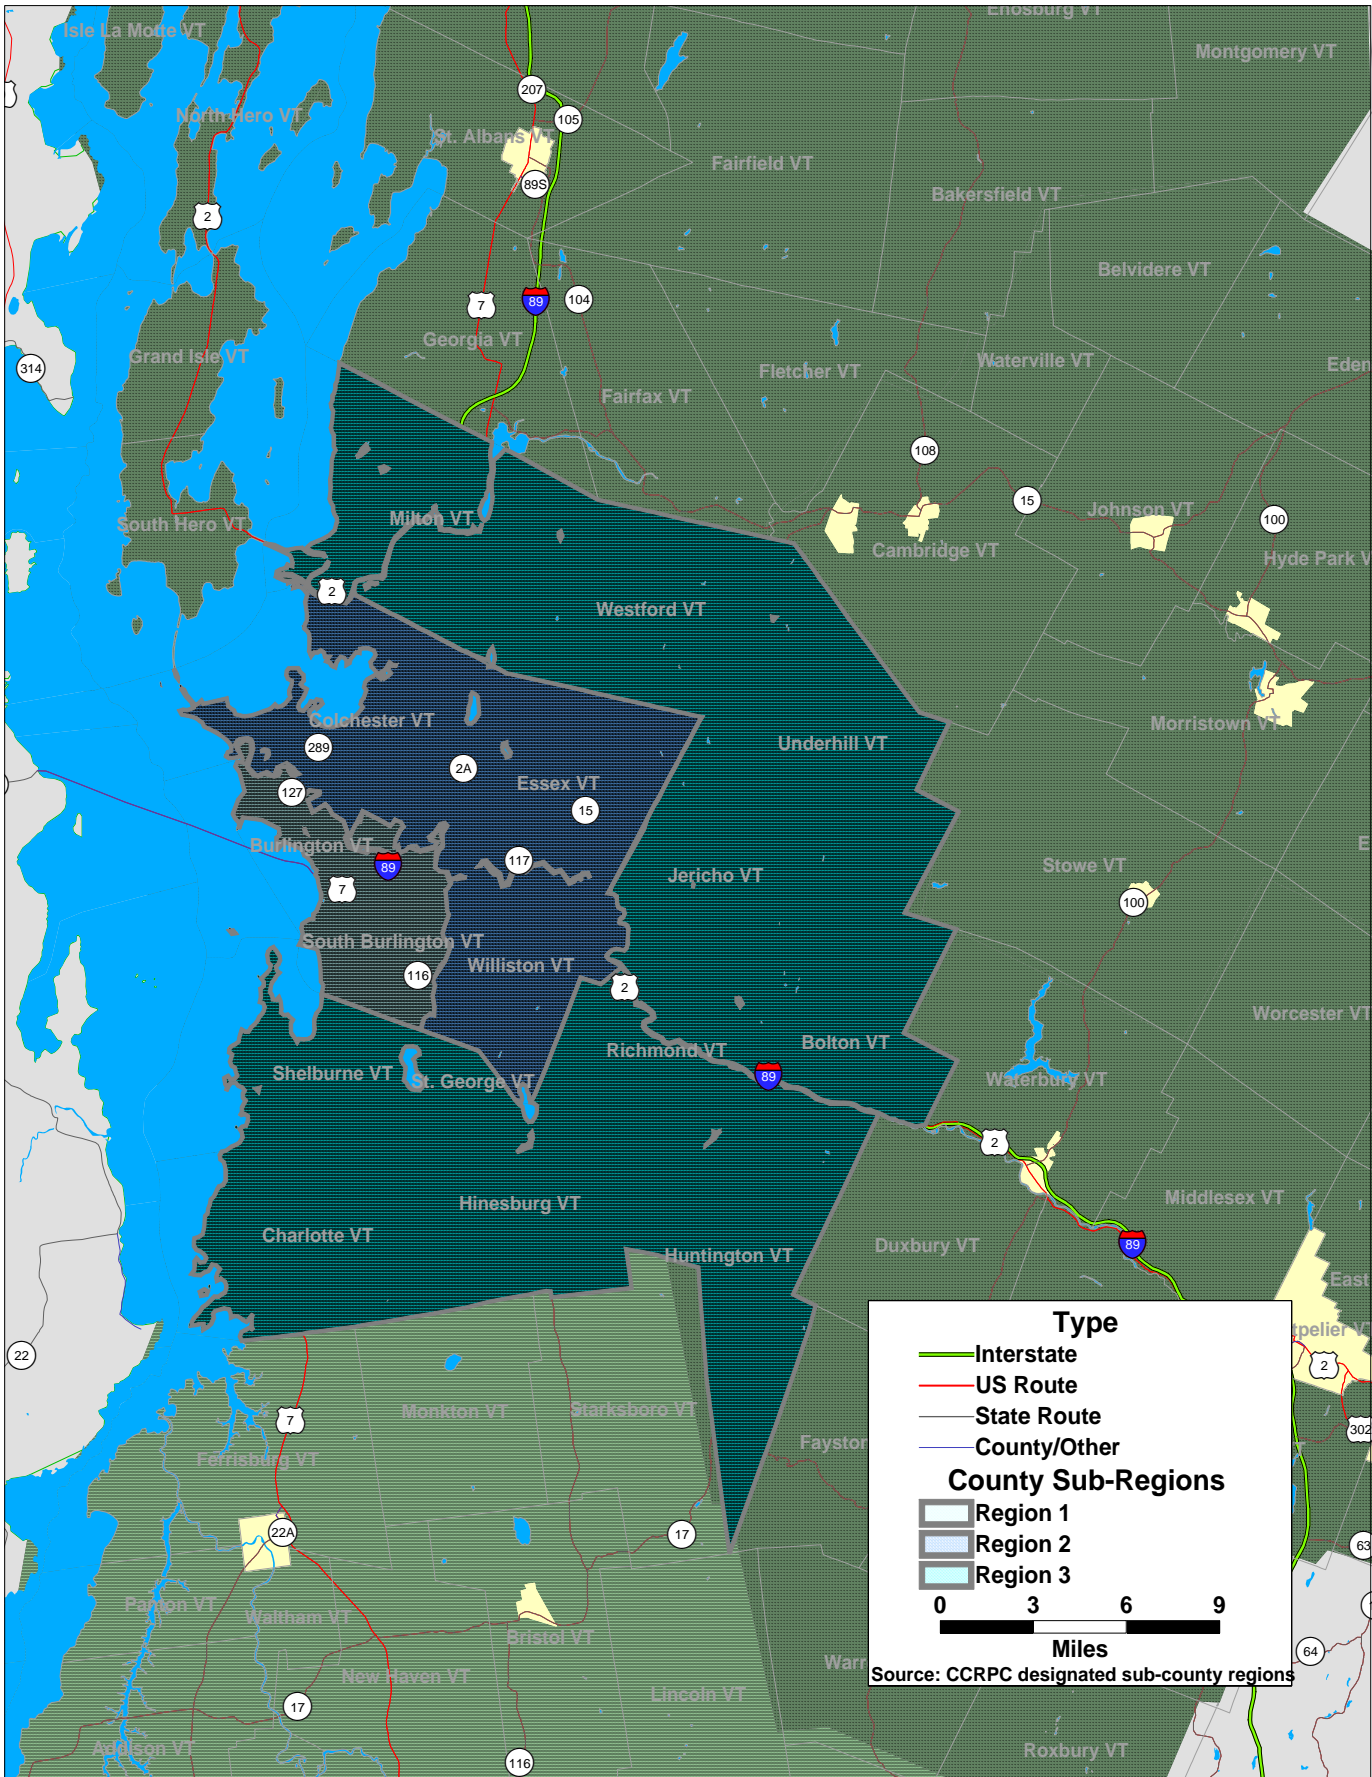 Enosburg VT
Isle La Motte VT
Montgomery VT
207
North Hero VT
105
St. Albans VT
Fairfield VT
89S
Bakersfield VT
2
Belvidere VT
7
89
104
Georgia VT
Grand Isle VT
Waterville VT
314
Fletcher VT
Eden
Fairfax VT
108
15
Johnson VT
100
Milton VT
South Hero VT
Cambridge VT
Hyde Park V
2
Westford VT
Colchester VT
Morristown VT
289
Underhill VT
2A
Essex VT
127
15
Burlington VT
117
89
Stowe VT
7
Jericho VT
100
South Burlington VT
Williston VT
116
2
Worcester VT
Richmond VT
Bolton VT
Shelburne VT
St. George VT
89
Waterbury VT
2
Middlesex VT
Hinesburg VT
Charlotte VT
Huntington VT
Duxbury VT
89
East
Type
Interstate
US Route
State Route
County/Other
County Sub-Regions
Region 1
Region 2
Region 3
0 3 6 9
Miles
Source: CCRPC designated sub-county regions
tpelier V
22
2
7
Monkton VT
Starksboro VT
302
Ferrisburg VT
Faystor
22A
17
63
Panton VT
Waltham VT
Bristol VT
64
New Haven VT
Warr
Lincoln VT
17
Addison VT
116
Roxbury VT